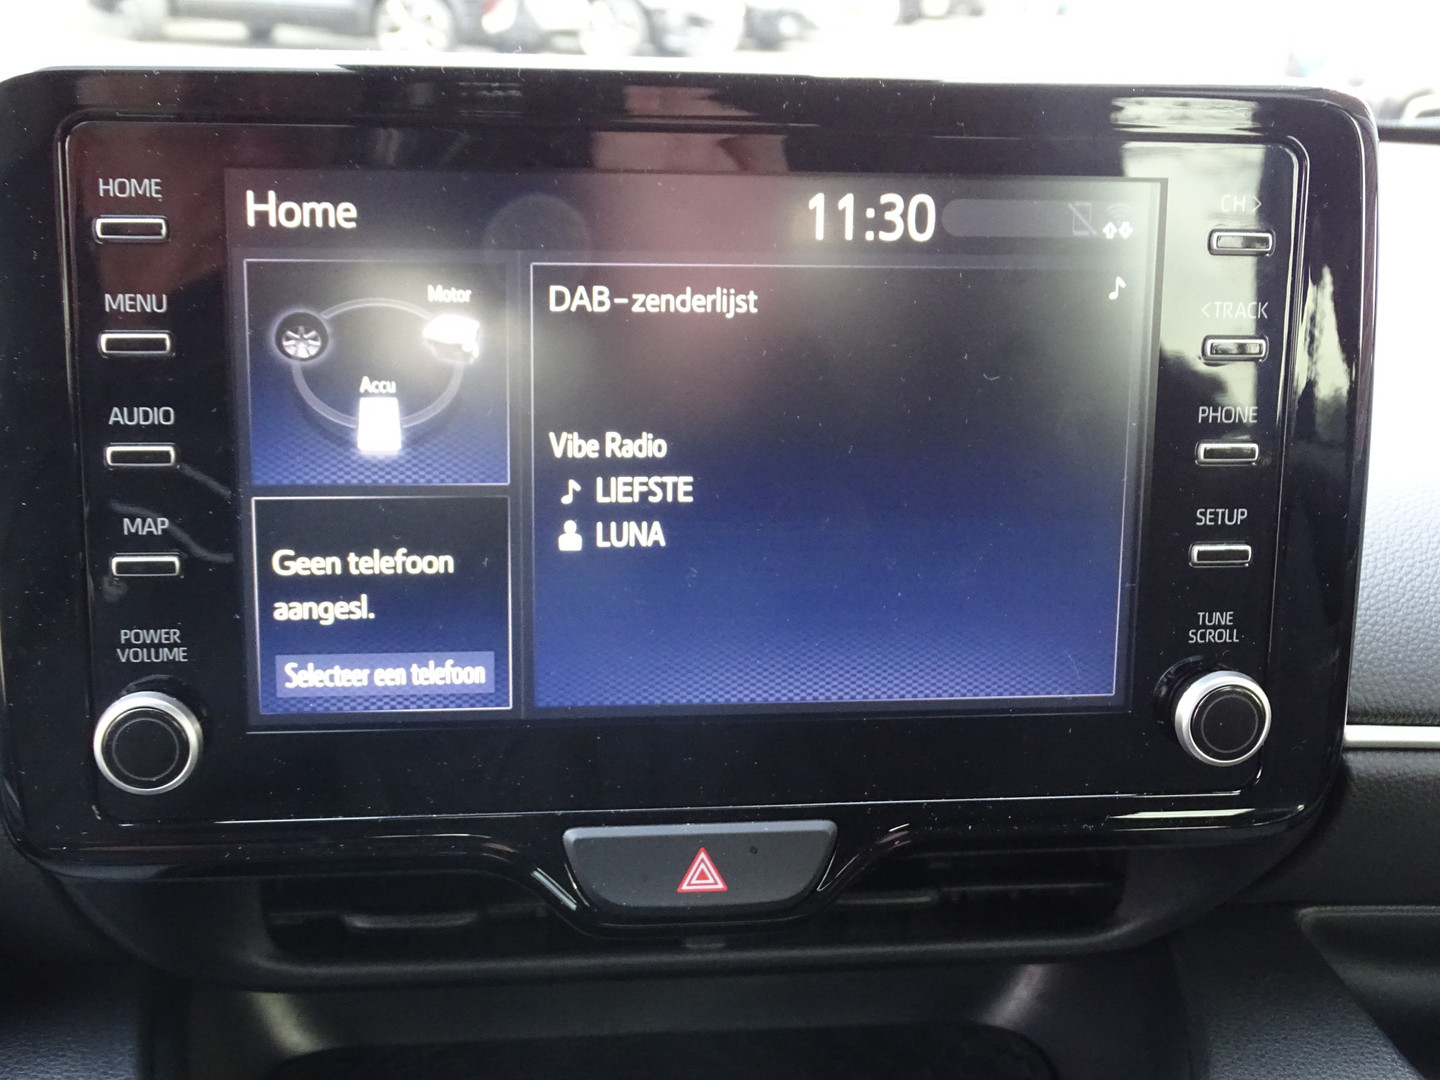 HOME
MENU
AUDIO
MAP
POWER
VOLUME
Home
11:30
Motor
Accu
Geen telefoon
aangesl.
Selecteer een telefoon
DAB-zenderlijst
Vibe Radio
LIEFSTE
LUNA
CH>
<TRACK
PHONE
SETUP
TUNE
SCROLL